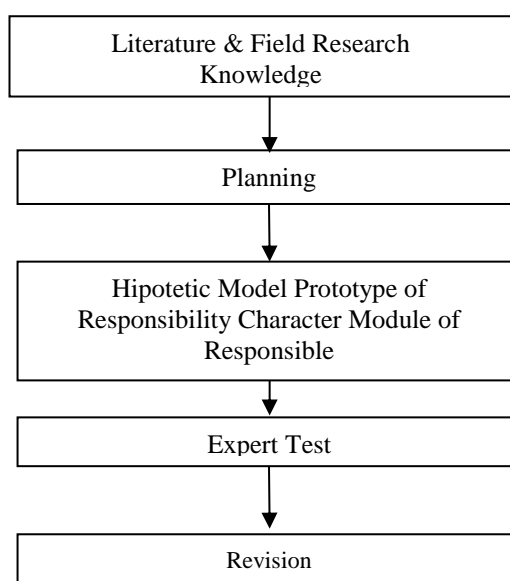 Literature & Field Research
Knowledge
Planning
Hipotetic Model Prototype of
Responsibility Character Module of
Responsible
Expert Test
Revision